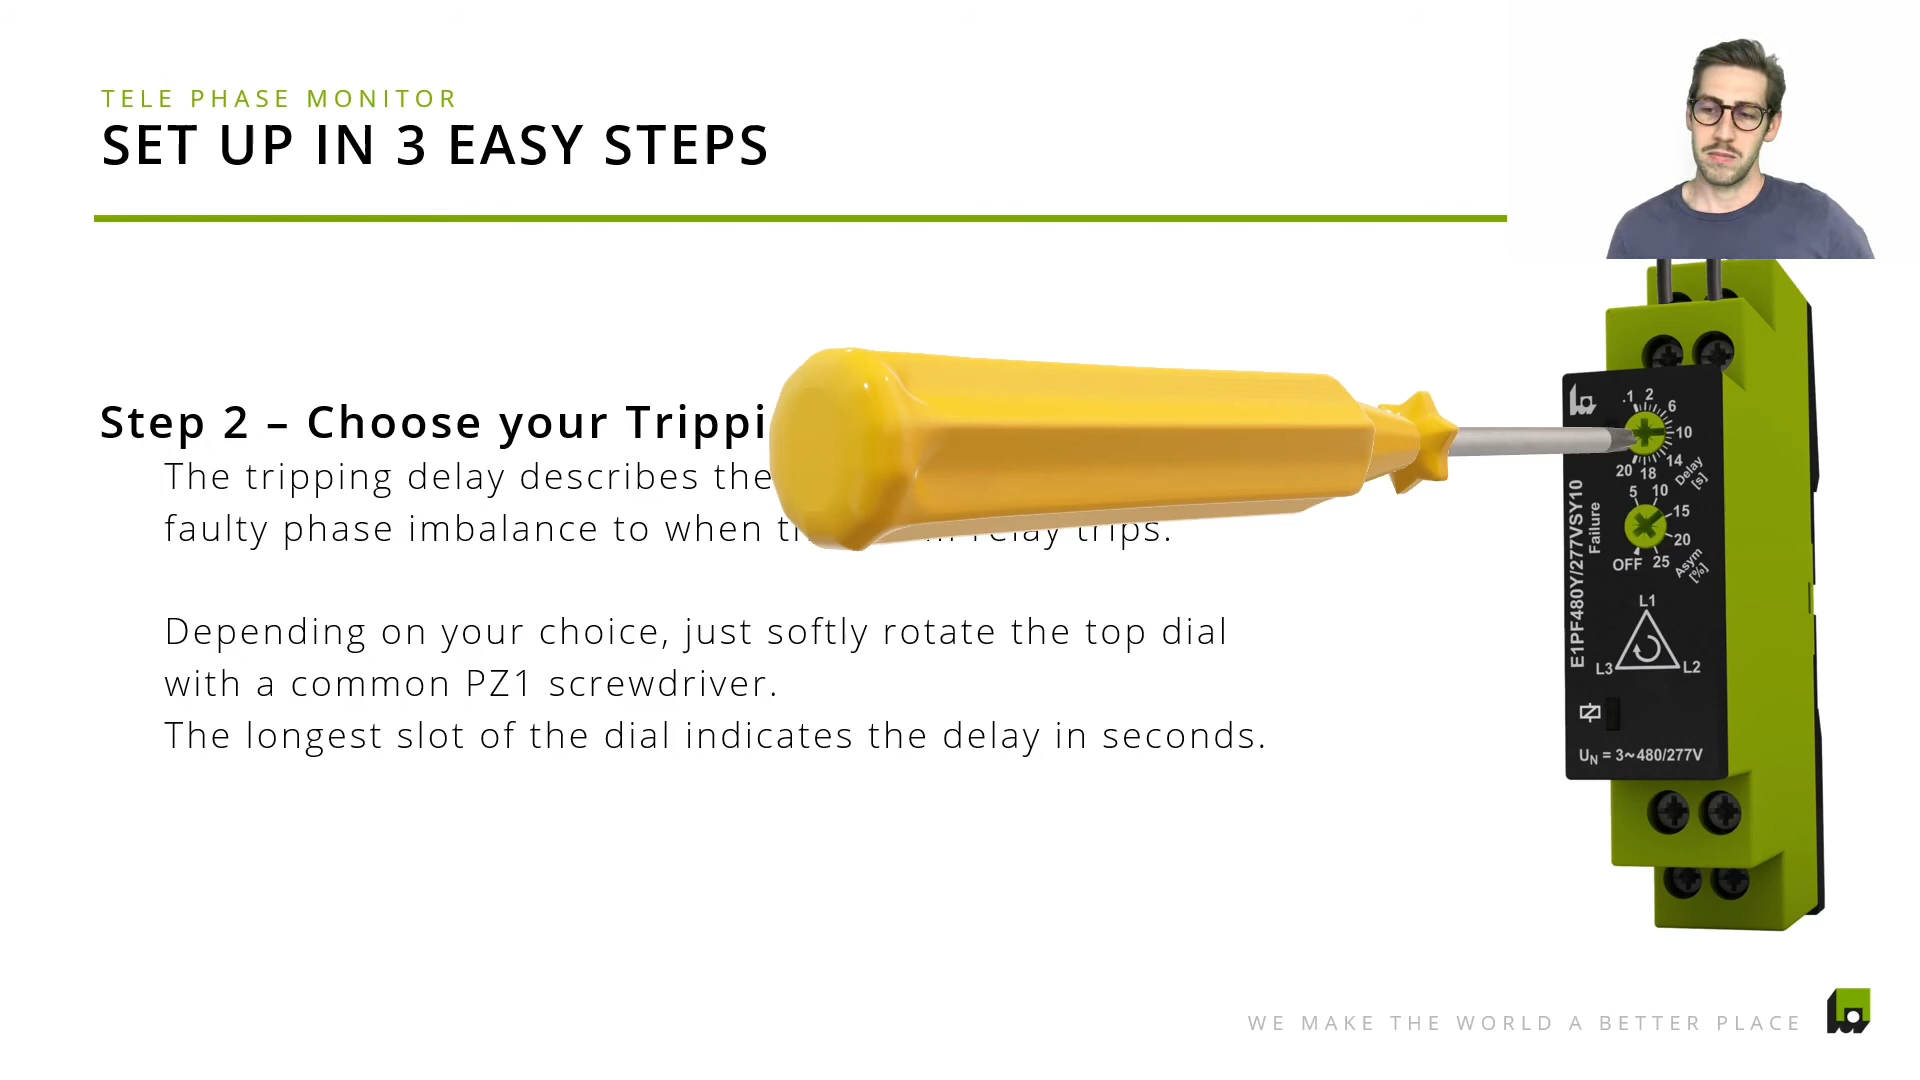 TELE PHASE MONITOR
SET UP IN 3 EASY STEPS
Step 2 – Choose your
The tripping delay describes the
faulty phase imbalance to when relay trips.
Depending on your choice, just softly rotate the top dial
with a common PZ1 screwdriver.
The longest slot of the dial indicates the delay in seconds.
.1 2 6 10 14 18 20
Delay [s]
5 10 15 20 25 OFF
Asym [%]
Failure
E1PF480Y/277VSY10
L1
L3 L2
UN = 3~480/277V
WE MAKE THE WORLD A BETTER PLACE